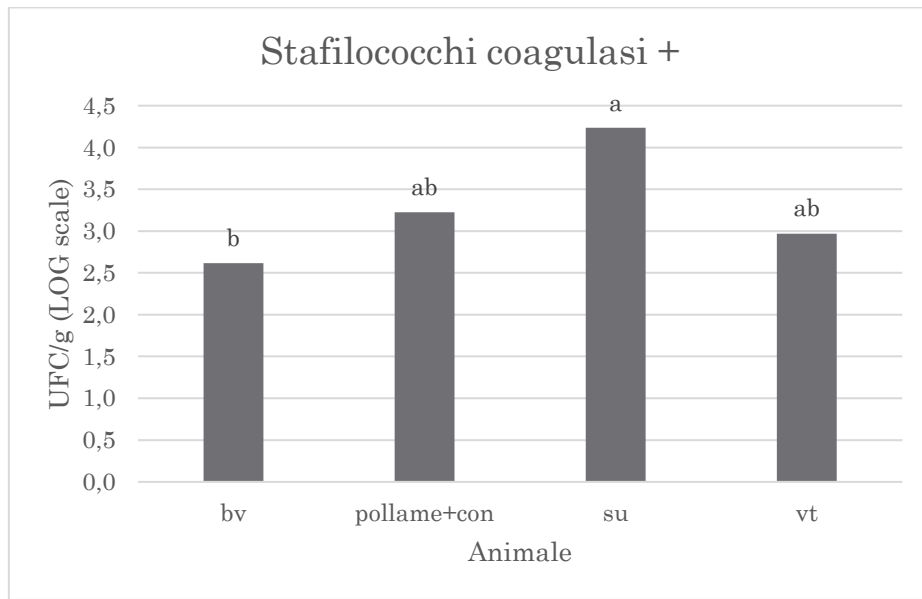 Stafilococchi coagulasi +
UFC/g (LOG scale)
4,5
4,0
3,5
3,0
2,5
2,0
1,5
1,0
0,5
0,0
b
ab
a
ab
bv
pollame+con
su
vt
Animale